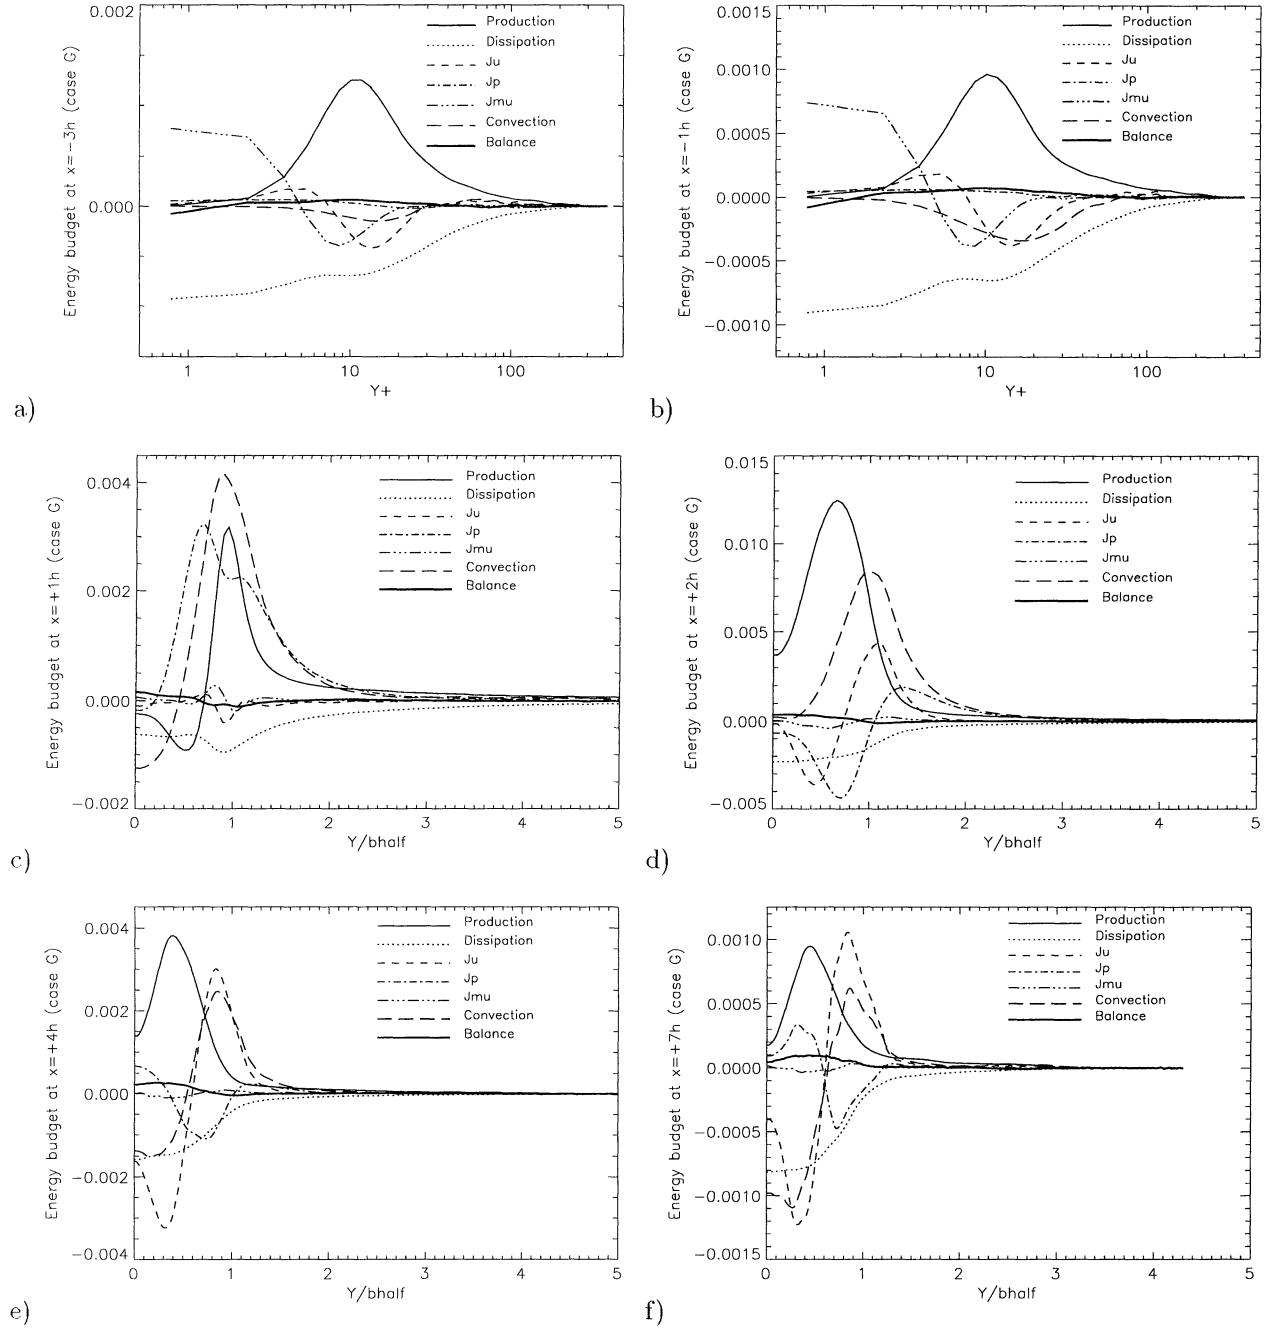 Energy budget at x=−3h (case G)
0.002
0.000
Production
Dissipation
Ju
Jp
Jmu
Convection
Balance
1
10
100
Y+
a)
Energy budget at x=−1h (case G)
0.0015
0.0010
0.0005
0.0000
−0.0005
−0.0010
Production
Dissipation
Ju
Jp
Jmu
Convection
Balance
1
10
100
Y+
b)
Energy budget at x=+1h (case G)
0.004
0.002
0.000
−0.002
Production
Dissipation
Ju
Jp
Jmu
Convection
Balance
0
1
2
3
4
5
Y/bhalf
c)
Energy budget at x=+2h (case G)
0.015
0.010
0.005
0.000
−0.005
Production
Dissipation
Ju
Jp
Jmu
Convection
Balance
0
1
2
3
4
5
Y/bhalf
d)
Energy budget at x=+4h (case G)
0.004
0.002
0.000
−0.002
−0.004
Production
Dissipation
Ju
Jp
Jmu
Convection
Balance
0
1
2
3
4
5
Y/bhalf
e)
Energy budget at x=+7h (case G)
0.0010
0.0005
0.0000
−0.0005
−0.0010
−0.0015
Production
Dissipation
Ju
Jp
Jmu
Convection
Balance
0
1
2
3
4
5
Y/bhalf
f)